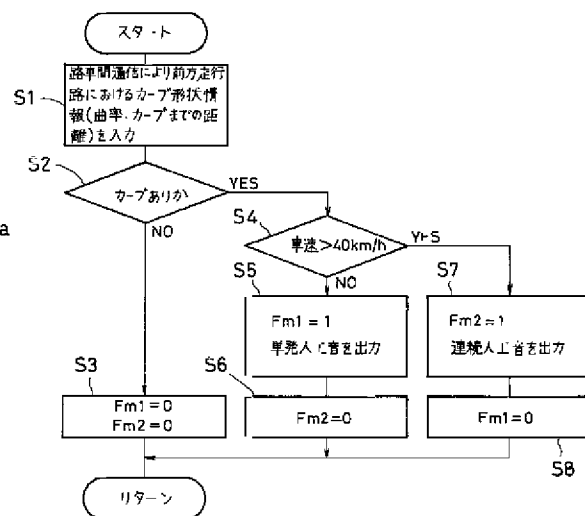 スタート
路車間通信により前方走行
路におけるカーブ形状情
報(曲率、カーブまでの距
離)を入力
S1
S2
カーブありか
YES
NO
a
S4
車速>40km/h
YES
NO
S5
Fm1=1
単発人工音を出力
S7
Fm2=1
連続人工音を出力
S3
Fm1=0
Fm2=0
S6
Fm2=0
Fm1=0
S8
リターン